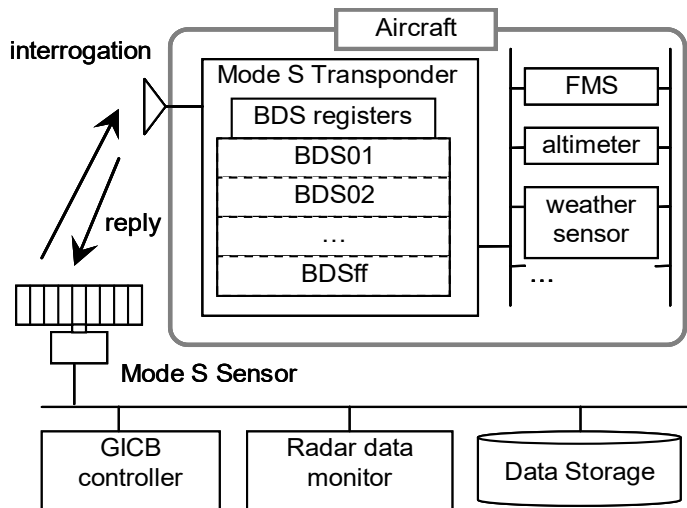 Aircraft
interrogation
Mode S Transponder
BDS registers
BDS01
BDS02
...
BDSff
FMS
altimeter
weather
sensor
...
reply
Mode S Sensor
GICB
controller
Radar data
monitor
Data Storage